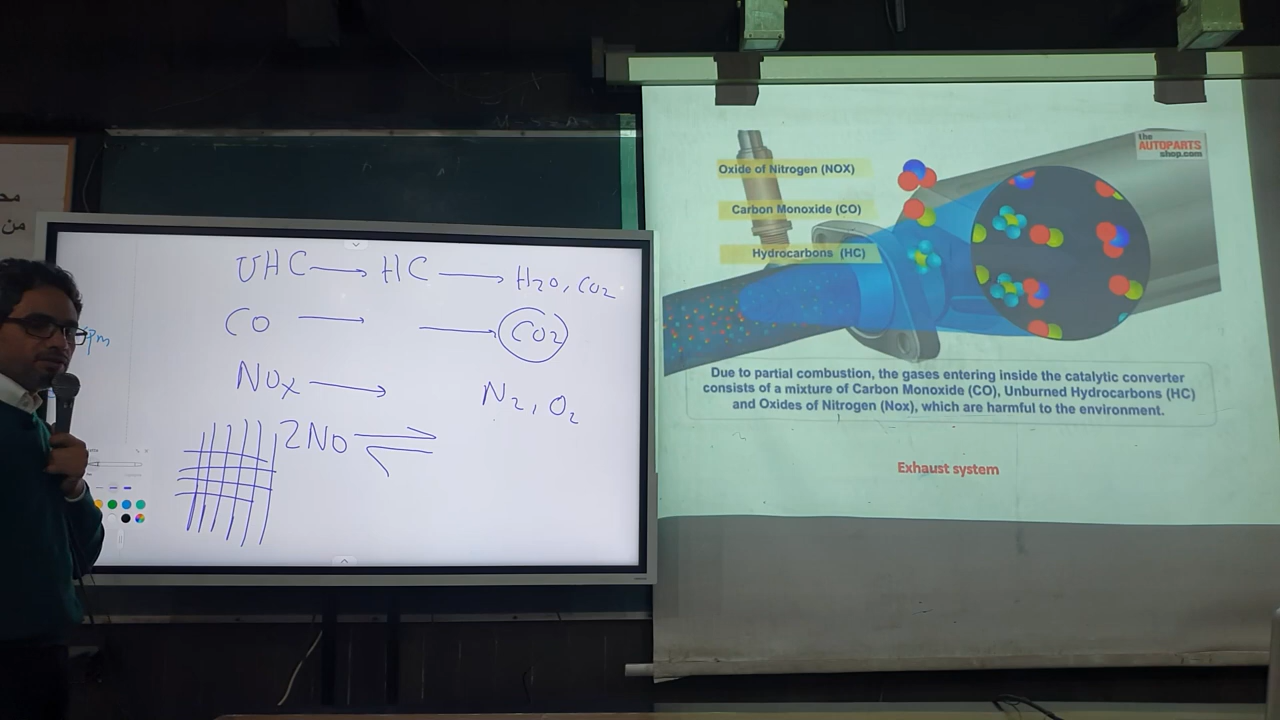 مح
من
UHC → HC → H2O, CO2
CO → → CO2
NOx → N2, O2
2NO ⇌
pm
the
AUTOPARTS
shop.com
Oxide of Nitrogen (NOX)
Carbon Monoxide (CO)
Hydrocarbons (HC)
Due to partial combustion, the gases entering inside the catalytic converter
consists of a mixture of Carbon Monoxide (CO), Unburned Hydrocarbons (HC)
and Oxides of Nitrogen (Nox), which are harmful to the environment.
Exhaust system